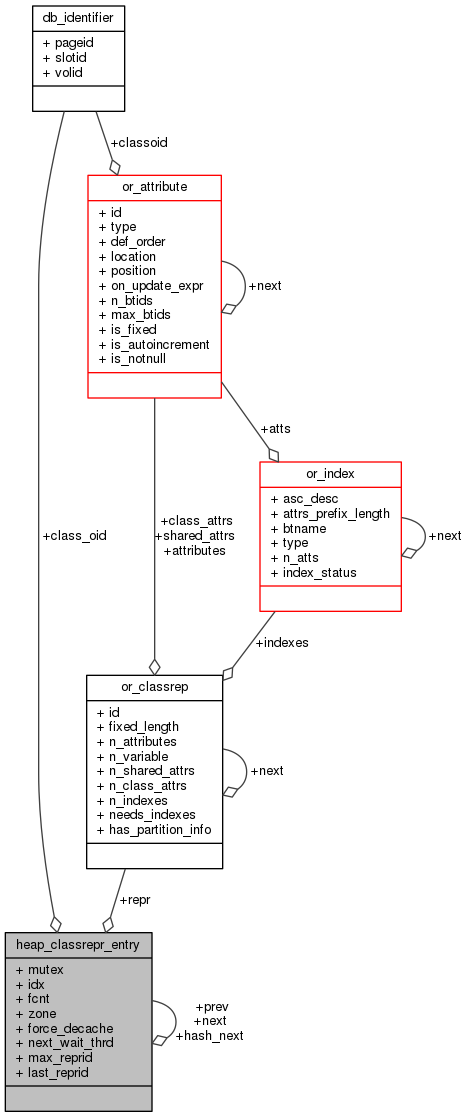 db_identifier
+ pageid
+ slotid
+ volid
+classoid
or_attribute
+ id
+ type
+ def_order
+ location
+ position
+ on_update_expr
+ n_btids
+ max_btids
+ is_fixed
+ is_autoincrement
+ is_notnull
+next
+atts
or_index
+ asc_desc
+ attrs_prefix_length
+ btname
+ type
+ n_atts
+ index_status
+next
+class_oid
+class_attrs
+shared_attrs
+attributes
+indexes
or_classrep
+ id
+ fixed_length
+ n_attributes
+ n_variable
+ n_shared_attrs
+ n_class_attrs
+ n_indexes
+ needs_indexes
+ has_partition_info
+next
+repr
heap_classrepr_entry
+ mutex
+ idx
+ fcnt
+ zone
+ force_decache
+ next_wait_thrd
+ max_reprid
+ last_reprid
+prev
+next
+hash_next